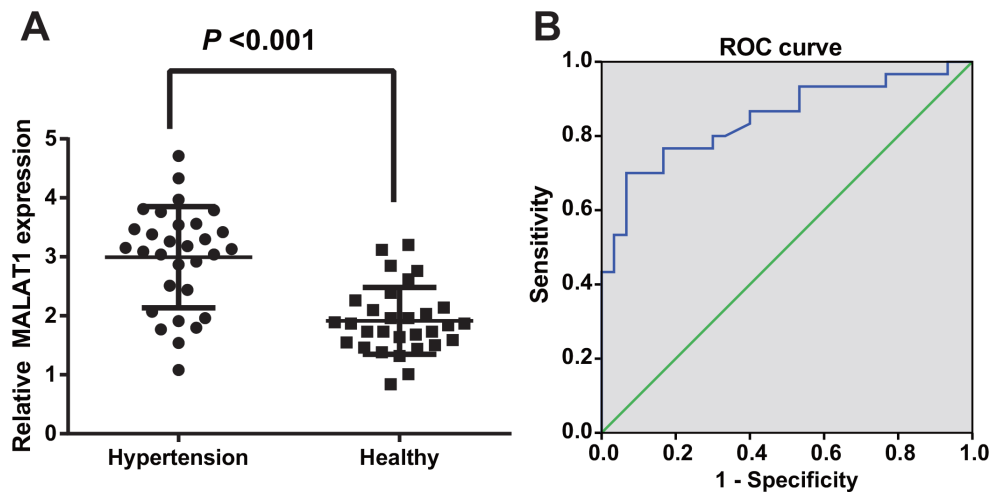 A
P <0.001
Relative MALAT1 expression
5
4
3
2
1
0
Hypertension
Healthy
B
ROC curve
Sensitivity
1.0
0.8
0.6
0.4
0.2
0.0
0.0 0.2 0.4 0.6 0.8 1.0
1 - Specificity